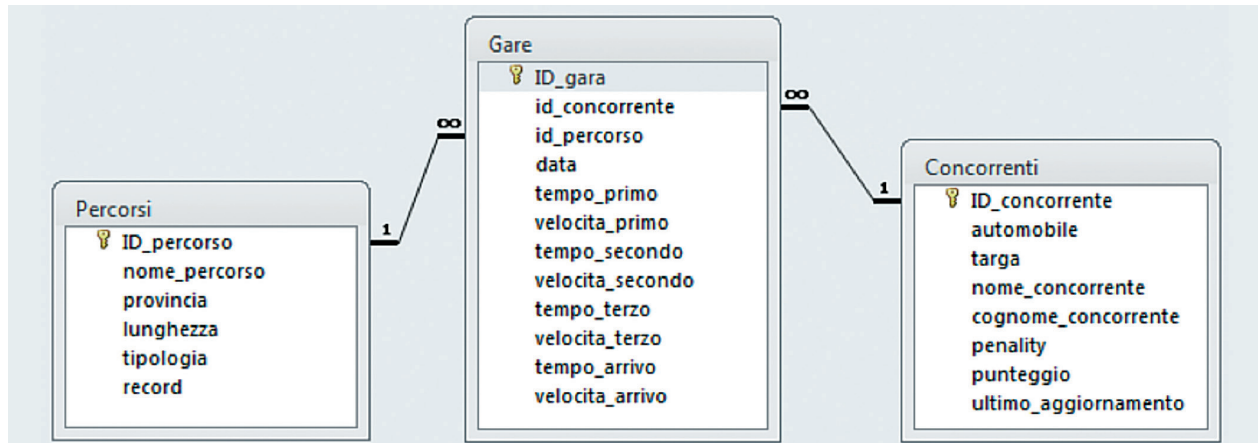 Gare
ID_gara
id_concorrente
id_percorso
data
tempo_primo
velocita_primo
tempo_secondo
velocita_secondo
tempo_terzo
velocita_terzo
tempo_arrivo
velocita_arrivo
∞
1
∞
1
Percorsi
ID_percorso
nome_percorso
provincia
lunghezza
tipologia
record
Concorrenti
ID_concorrente
automobile
targa
nome_concorrente
cognome_concorrente
penality
punteggio
ultimo_aggiornamento